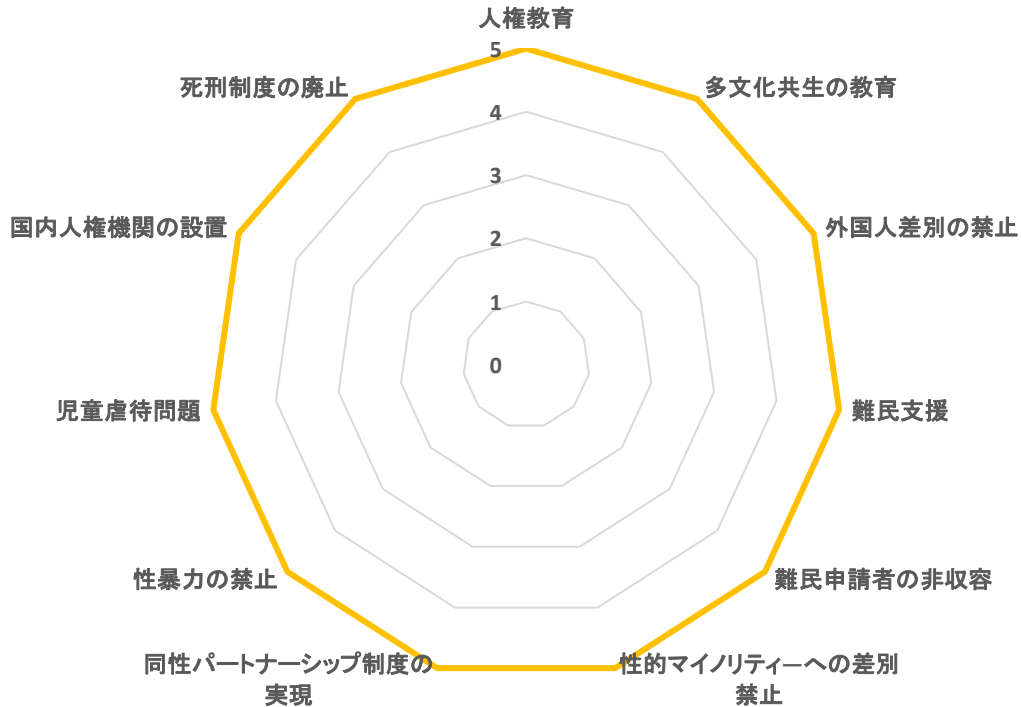 人権教育
5
死刑制度の廃止
多文化共生の教育
4
3
国内人権機関の設置
外国人差別の禁止
2
1
0
児童虐待問題
難民支援
性暴力の禁止
難民申請者の非収容
同性パートナーシップ制度の
実現
性的マイノリティーへの差別
禁止